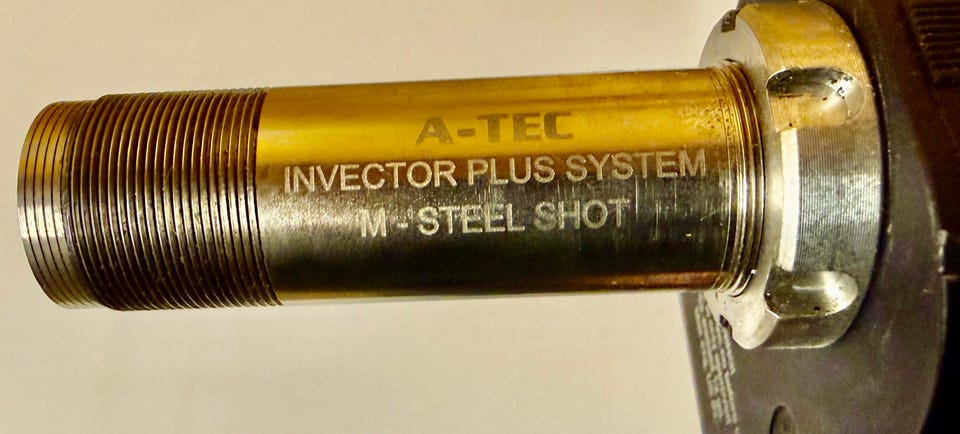 A-TEC
INVECTOR PLUS SYSTEM
M - STEEL SHOT